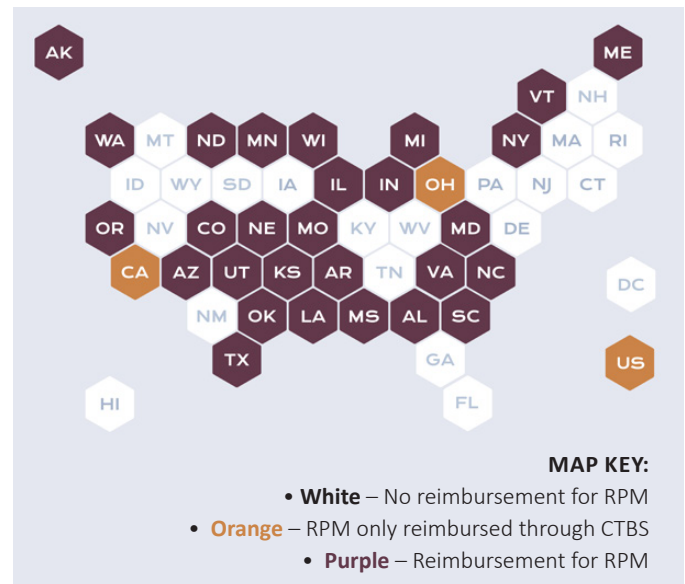 AK ME
VT NH
WA MT ND MN WI MI NY MA RI
ID WY SD IA IL IN OH PA NJ CT
OR NV CO NE MO KY WV MD DE
CA AZ UT KS AR TN VA NC
DC
NM OK LA MS AL SC
TX GA US
HI FL
MAP KEY:
• White – No reimbursement for RPM
• Orange – RPM only reimbursed through CTBS
• Purple – Reimbursement for RPM